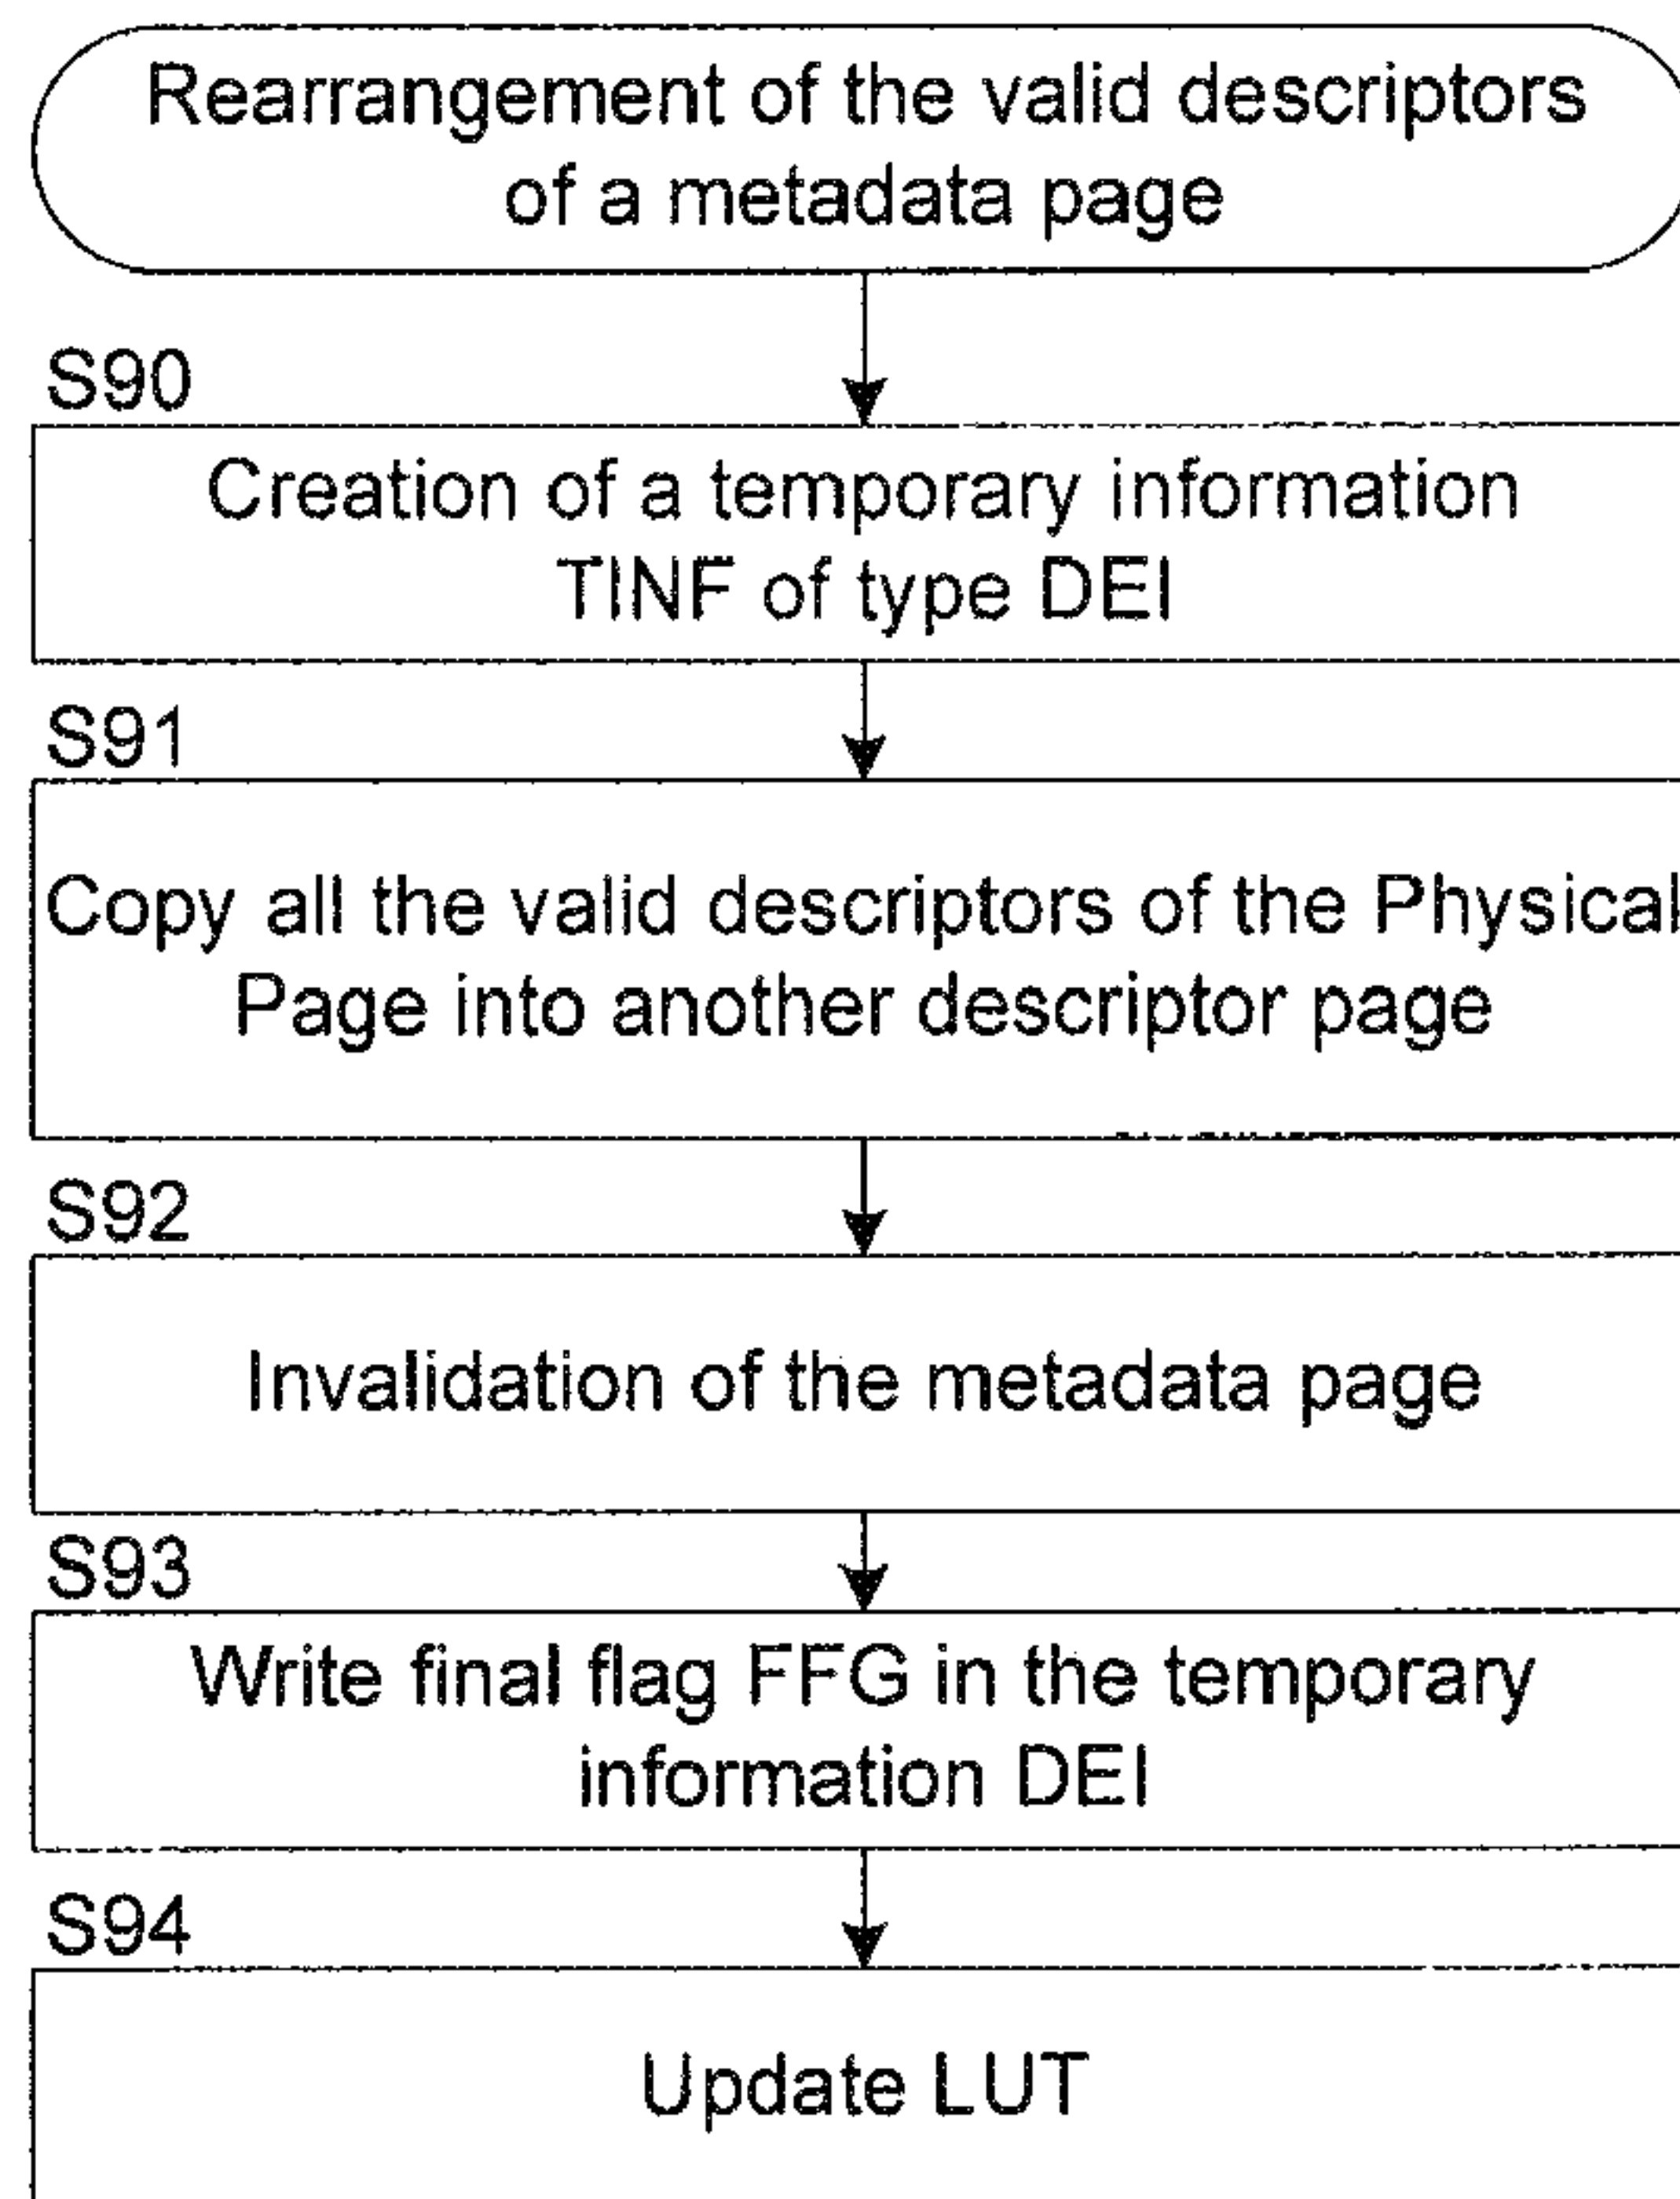 Rearrangement of the valid descriptors
of a metadata page
S90
Creation of a temporary information
TINF of type DEI
S91
Copy all the valid descriptors of the Physical
Page into another descriptor page
S92
Invalidation of the metadata page
S93
Write final flag FFG in the temporary
information DEI
S94
Update LUT